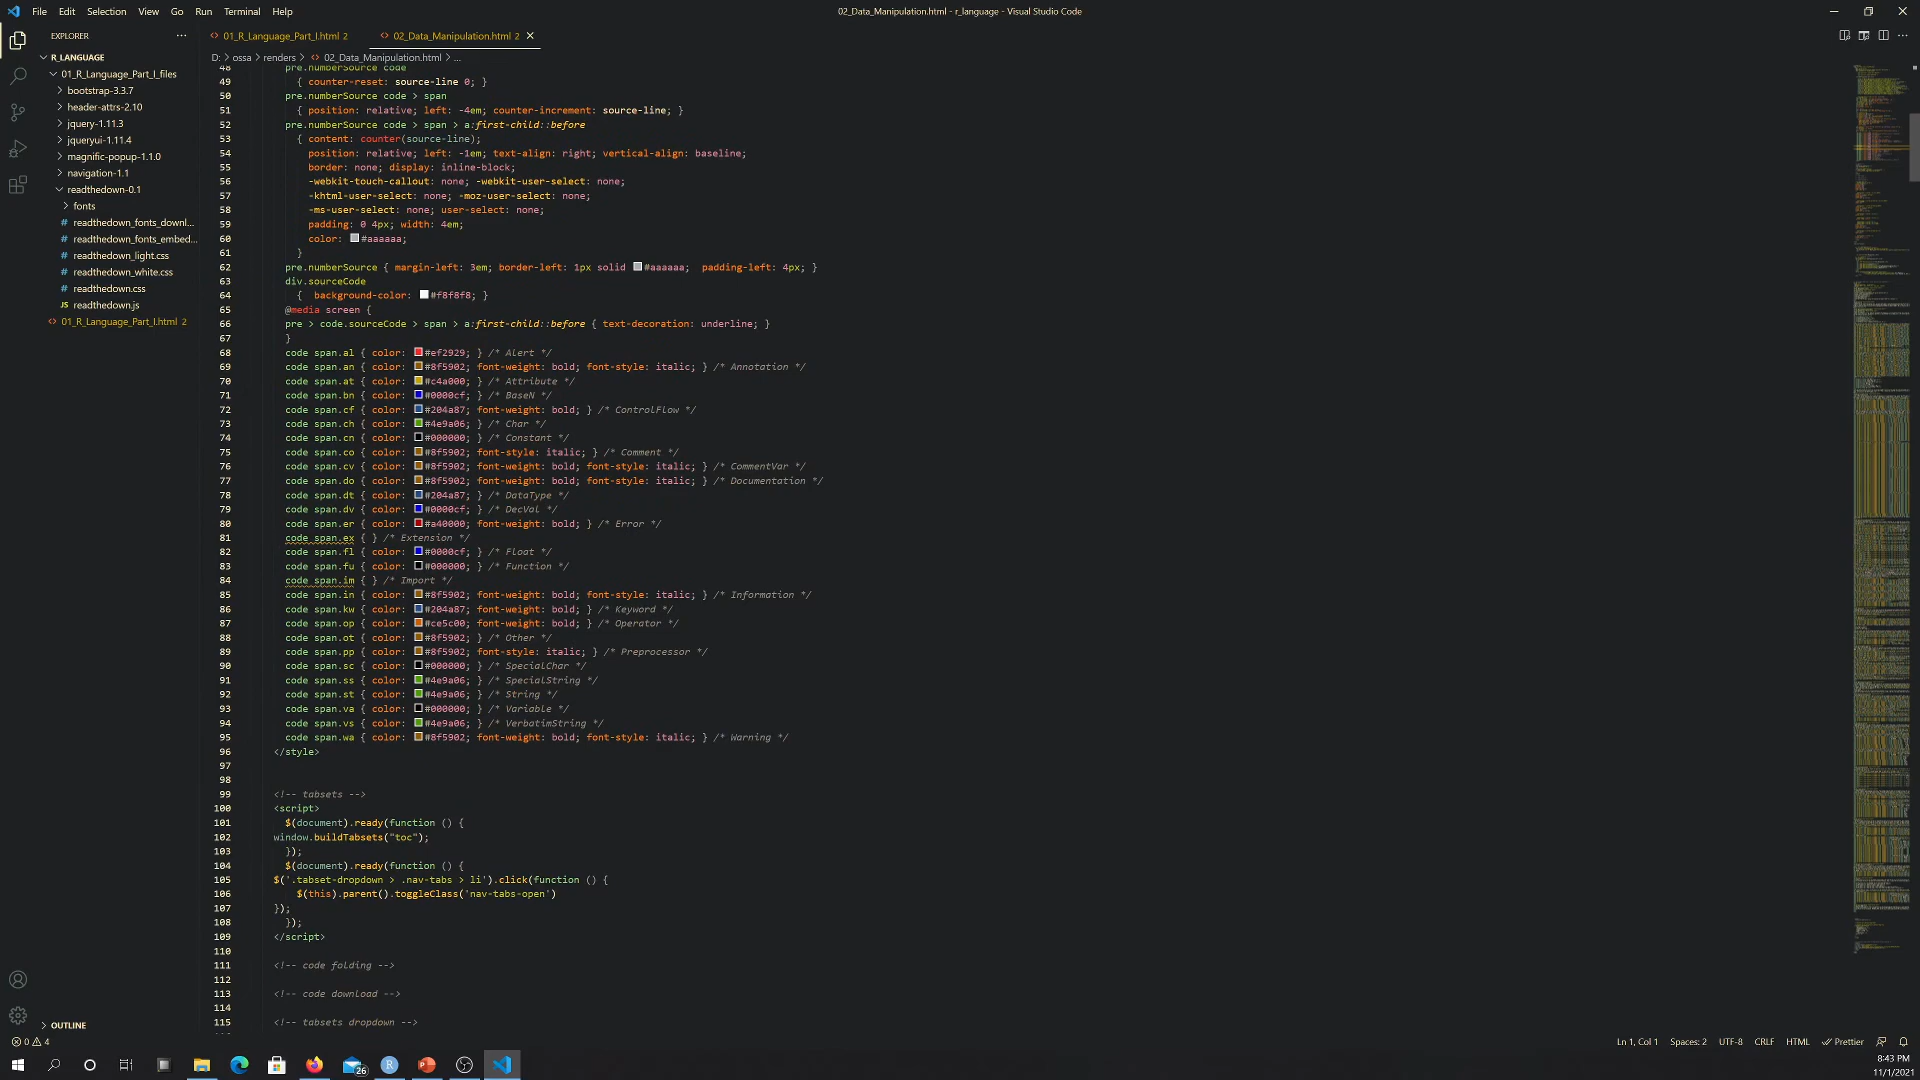 File Edit Selection View Go Run Terminal Help
02_Data_Manipulation.html - r_language - Visual Studio Code
EXPLORER
R_LANGUAGE
01_R_Language_Part_I_files
bootstrap-3.3.7
header-attrs-2.10
jquery-1.11.3
jqueryui-1.11.4
magnific-popup-1.1.0
navigation-1.1
readthedown-0.1
fonts
# readthedown_fonts_downl...
# readthedown_fonts_embed...
# readthedown_light.css
# readthedown_white.css
# readthedown.css
JS readthedown.js
01_R_Language_Part_I.html 2
OUTLINE
01_R_Language_Part_I.html 2 02_Data_Manipulation.html 2
D: > ossa > renders > 02_Data_Manipulation.html > ...
48 pre.numberSource code
49 { counter-reset: source-line 0; }
50 pre.numberSource code > span
51 { position: relative; left: -4em; counter-increment: source-line; }
52 pre.numberSource code > span > a:first-child::before
53 { content: counter(source-line);
54 position: relative; left: -1em; text-align: right; vertical-align: baseline;
55 border: none; display: inline-block;
56 -webkit-touch-callout: none; -webkit-user-select: none;
57 -khtml-user-select: none; -moz-user-select: none;
58 -ms-user-select: none; user-select: none;
59 padding: 0 4px; width: 4em;
60 color: #aaaaaa;
61 }
62 pre.numberSource { margin-left: 3em; border-left: 1px solid #aaaaaa; padding-left: 4px; }
63 div.sourceCode
64 { background-color: #f8f8f8; }
65 @media screen {
66 pre > code.sourceCode > span > a:first-child::before { text-decoration: underline; }
67 }
68 code span.al { color: #ef2929; } /* Alert */
69 code span.an { color: #8f5902; font-weight: bold; font-style: italic; } /* Annotation */
70 code span.at { color: #c4a000; } /* Attribute */
71 code span.bn { color: #0000cf; } /* BaseN */
72 code span.cf { color: #204a87; font-weight: bold; } /* ControlFlow */
73 code span.ch { color: #4e9a06; } /* Char */
74 code span.cn { color: #000000; } /* Constant */
75 code span.co { color: #8f5902; font-style: italic; } /* Comment */
76 code span.cv { color: #8f5902; font-weight: bold; font-style: italic; } /* CommentVar */
77 code span.do { color: #8f5902; font-weight: bold; font-style: italic; } /* Documentation */
78 code span.dt { color: #204a87; } /* DataType */
79 code span.dv { color: #0000cf; } /* DecVal */
80 code span.er { color: #a40000; font-weight: bold; } /* Error */
81 code span.ex { } /* Extension */
82 code span.fl { color: #0000cf; } /* Float */
83 code span.fu { color: #000000; } /* Function */
84 code span.im { } /* Import */
85 code span.in { color: #8f5902; font-weight: bold; font-style: italic; } /* Information */
86 code span.kw { color: #204a87; font-weight: bold; } /* Keyword */
87 code span.op { color: #ce5c00; font-weight: bold; } /* Operator */
88 code span.ot { color: #8f5902; } /* Other */
89 code span.pp { color: #8f5902; font-style: italic; } /* Preprocessor */
90 code span.sc { color: #000000; } /* SpecialChar */
91 code span.ss { color: #4e9a06; } /* SpecialString */
92 code span.st { color: #4e9a06; } /* String */
93 code span.va { color: #000000; } /* Variable */
94 code span.vs { color: #4e9a06; } /* VerbatimString */
95 code span.wa { color: #8f5902; font-weight: bold; font-style: italic; } /* Warning */
96 </style>
97
98
99 <!-- tabsets -->
100 <script>
101 $(document).ready(function () {
102 window.buildTabsets("toc");
103 });
104 $(document).ready(function () {
105 $('.tabset-dropdown > .nav-tabs > li').click(function () {
106 $(this).parent().toggleClass('nav-tabs-open')
107 });
108 });
109 </script>
110
111 <!-- code folding -->
112
113 <!-- code download -->
114
115 <!-- tabsets dropdown -->
0 4
Ln 1, Col 1 Spaces: 2 UTF-8 CRLF HTML Prettier
26
8:43 PM
11/1/2021